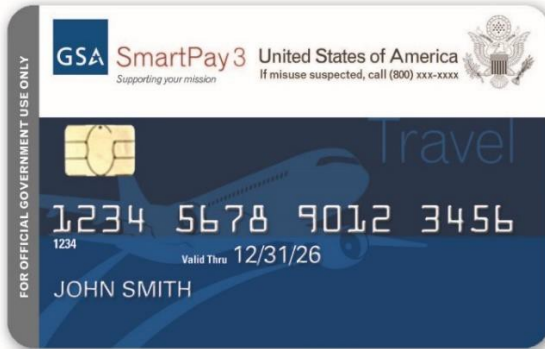 FOR OFFICIAL GOVERNMENT USE ONLY
GSA SmartPay 3
Supporting your mission
United States of America
If misuse suspected, call (800) xxx-xxxx
Travel
1234 5678 9012 3456
1234
Valid Thru 12/31/26
JOHN SMITH